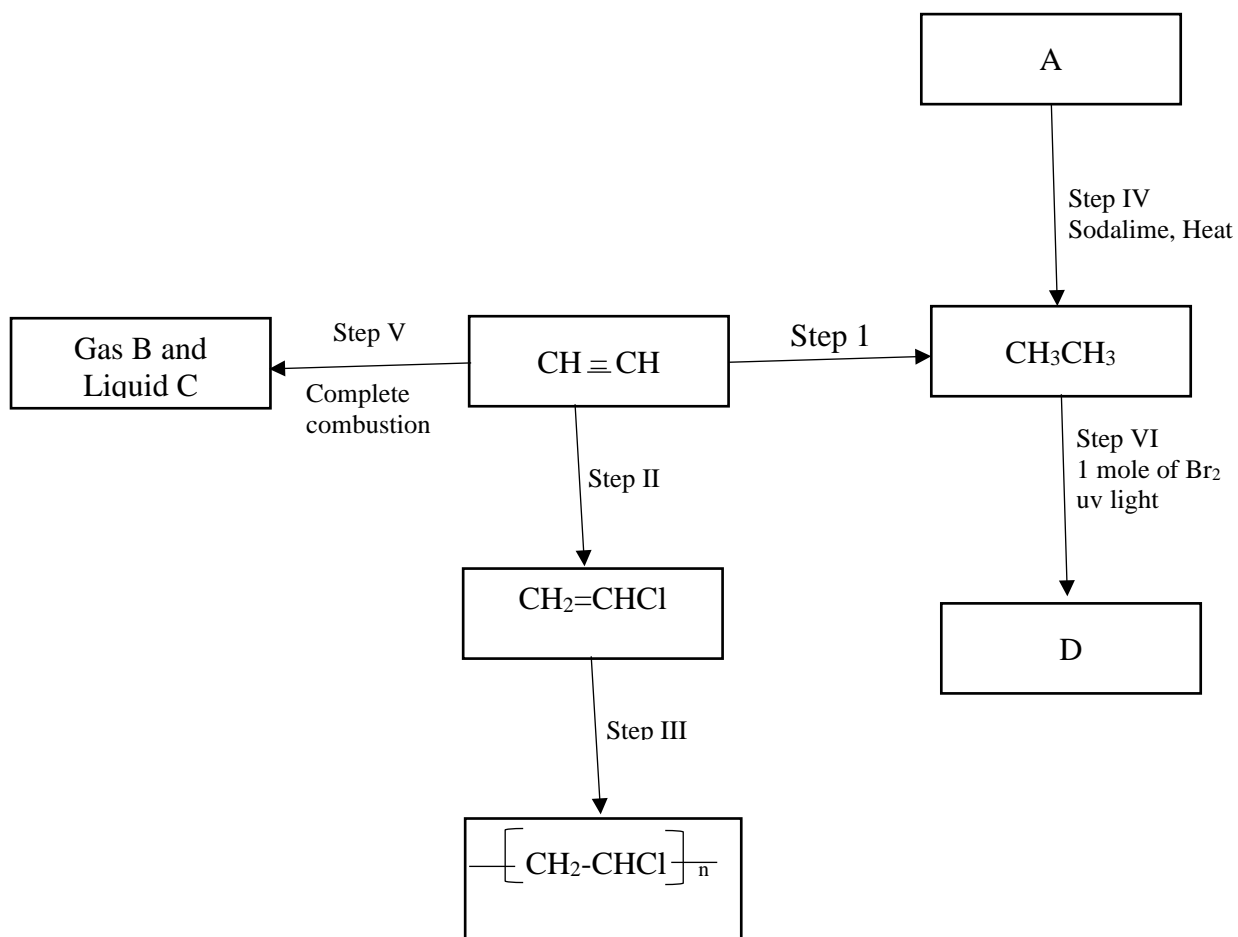 A
Step IV
Sodalime, Heat
Gas B and
Liquid C
Step V
Complete
combustion
CH≡CH
Step 1
CH₃CH₃
Step VI
1 mole of Br₂
uv light
Step II
CH₂=CHCl
D
Step III
[CH₂-CHCl]n